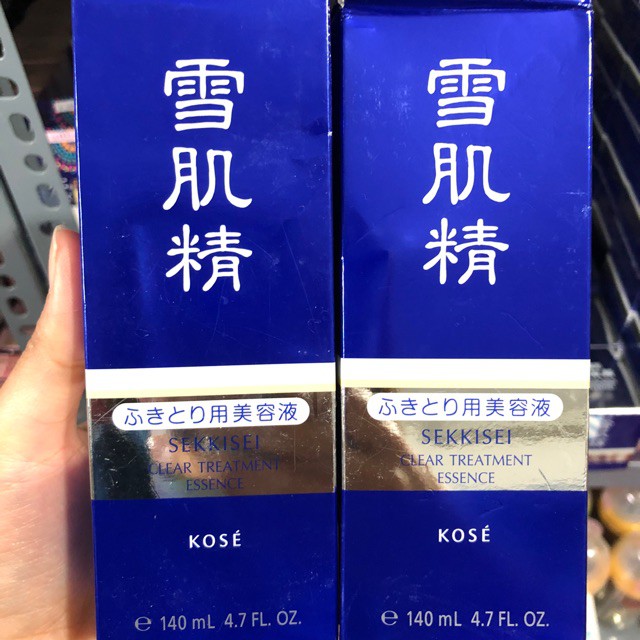 雪肌精
ふきとり用美容液
SEKKISEI
CLEAR TREATMENT
ESSENCE
KOSÉ
℮ 140 mL 4.7 FL. OZ.
雪肌精
ふきとり用美容液
SEKKISEI
CLEAR TREATMENT
ESSENCE
KOSÉ
℮ 140 mL 4.7 FL. OZ.